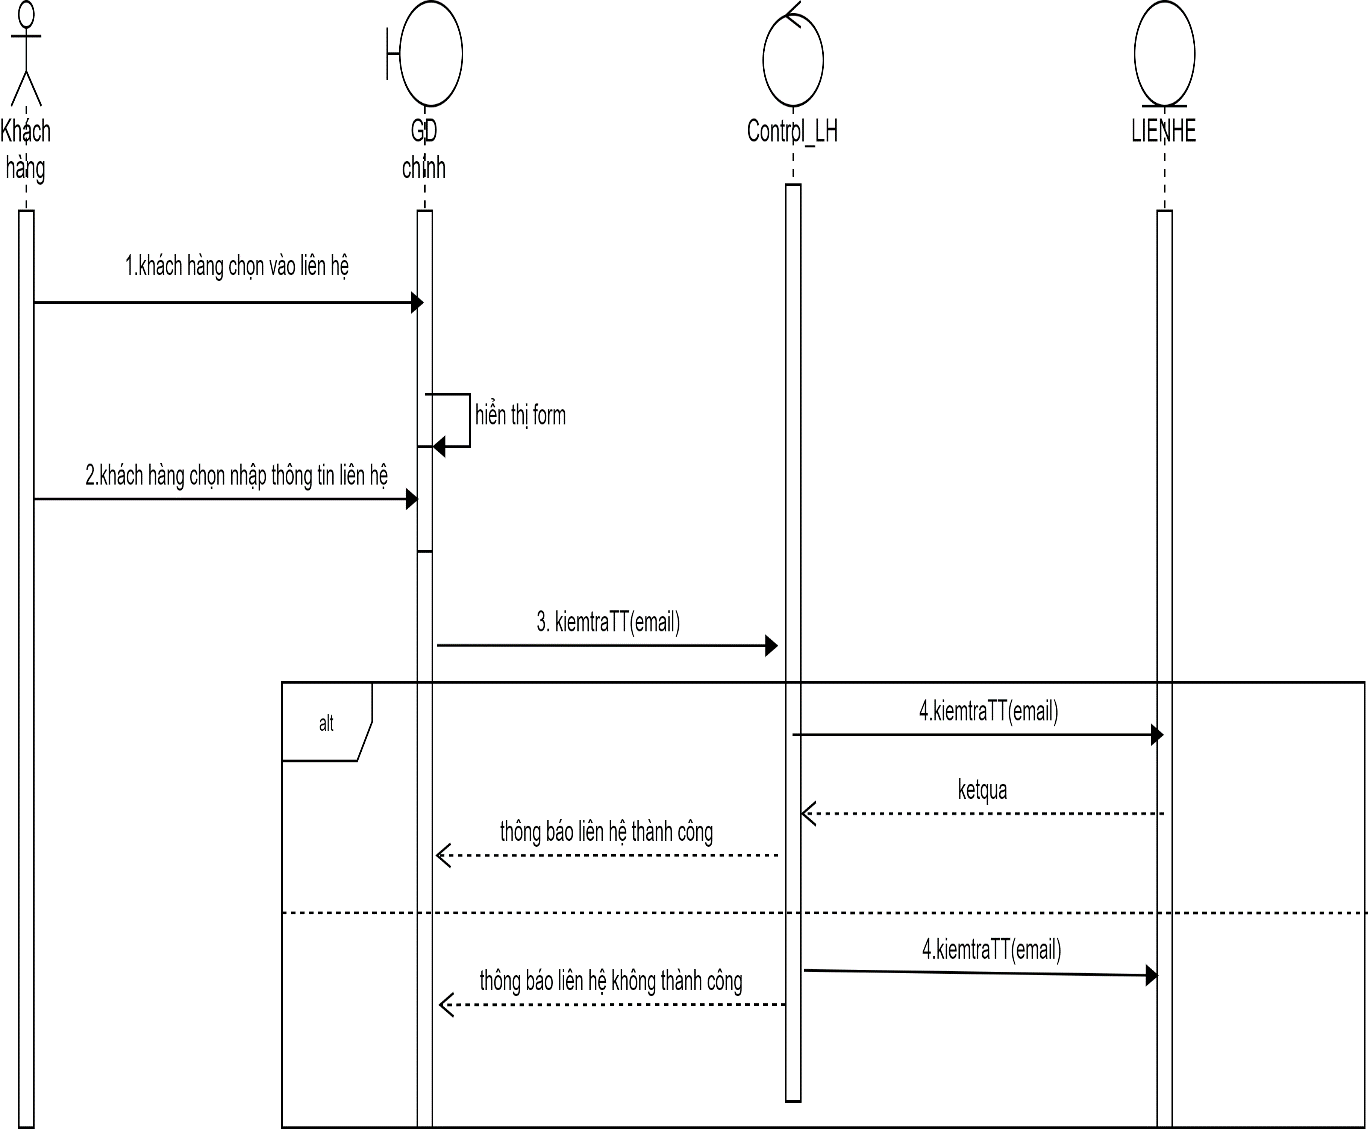 Khách
hàng
GD
chính
Control_LH
LIENHE
1.khách hàng chọn vào liên hệ
hiển thị form
2.khách hàng chọn nhập thông tin liên hệ
3. kiemtraTT(email)
alt
4.kiemtraTT(email)
ketqua
thông báo liên hệ thành công
4.kiemtraTT(email)
thông báo liên hệ không thành công